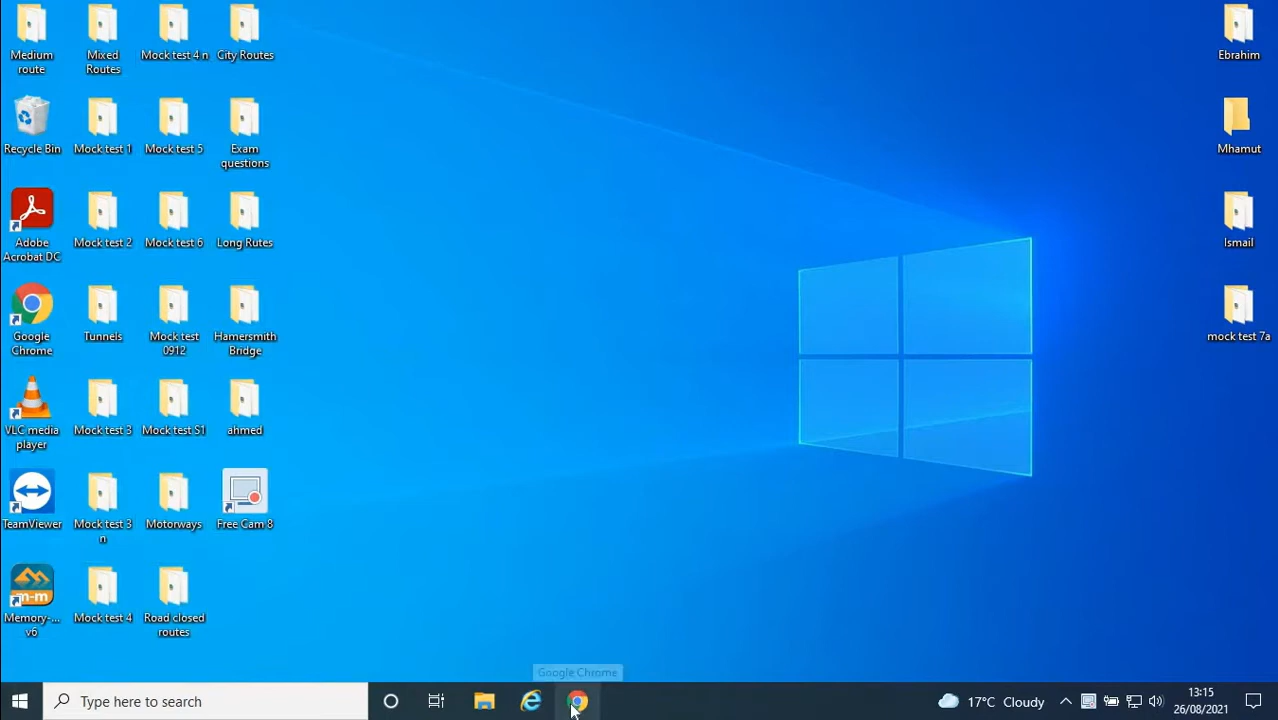 Medium
route
Mixed
Routes
Mock test 4 n
City Routes
Ebrahim
Recycle Bin
Mock test 1
Mock test 5
Exam
questions
Mhamut
Adobe
Acrobat DC
Mock test 2
Mock test 6
Long Rutes
Ismail
Google
Chrome
Tunnels
Mock test
0912
Hamersmith
Bridge
mock test 7a
VLC media
player
Mock test 3
Mock test S1
ahmed
TeamViewer
Mock test 3
n
Motorways
Free Cam 8
m-m
Memory-...
v6
Mock test 4
Road closed
routes
Google Chrome
Type here to search
17°C Cloudy
13:15
26/08/2021